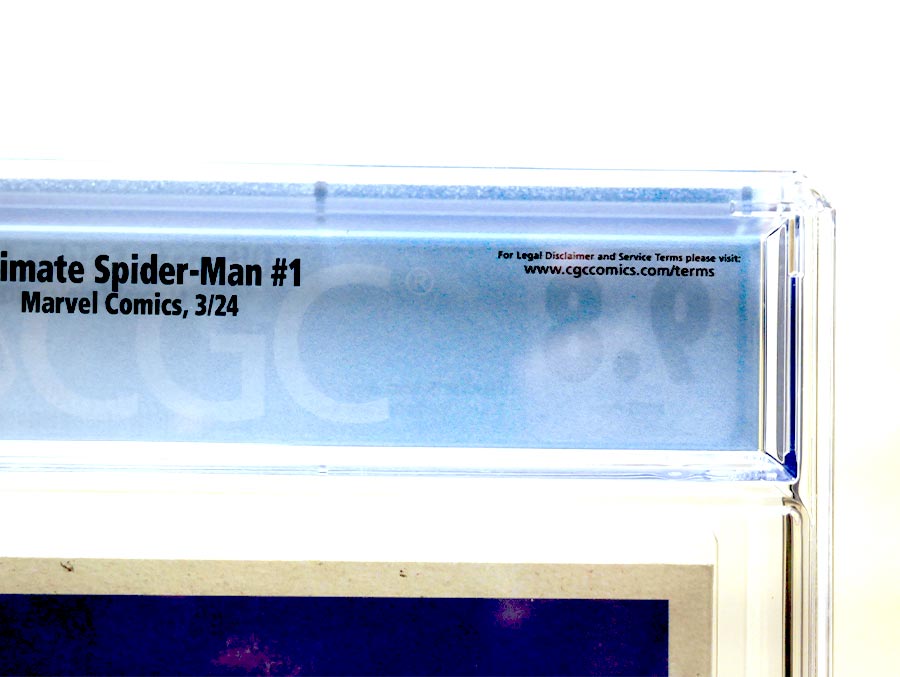 imate Spider-Man #1
Marvel Comics, 3/24
For Legal Disclaimer and Service Terms please visit:
www.cgccomics.com/terms
CGC®